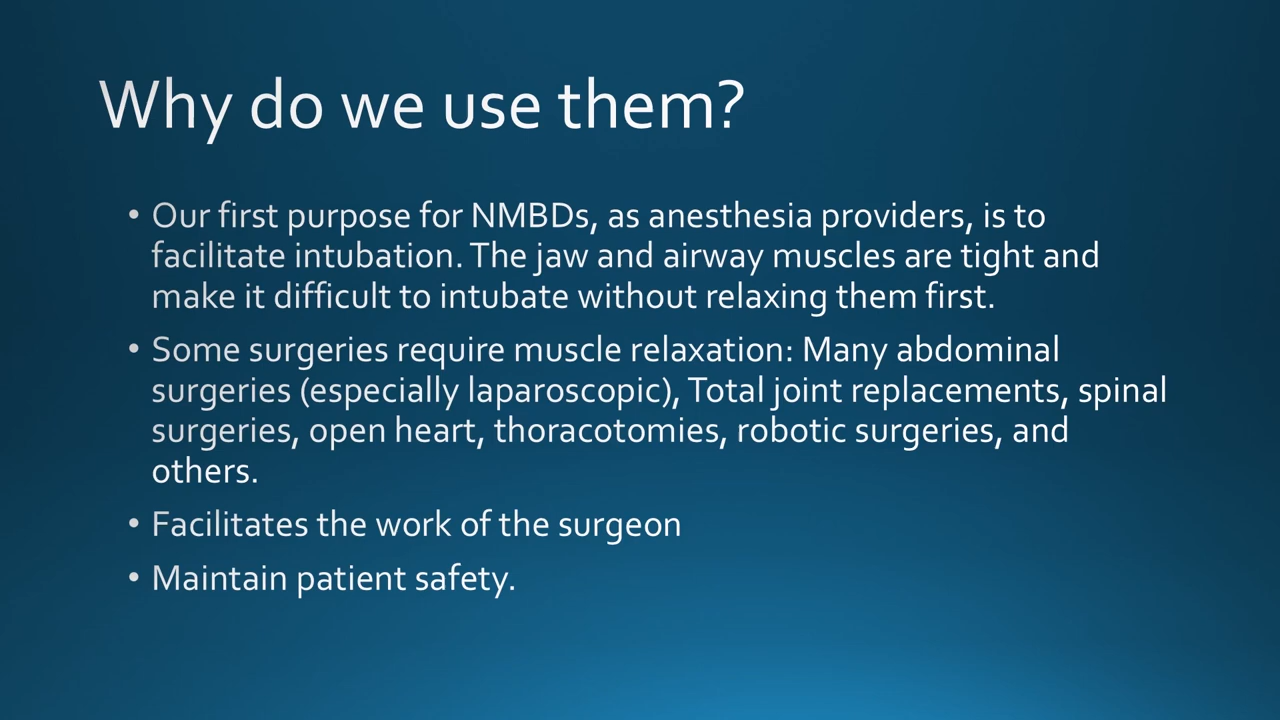 Why do we use them?
• Our first purpose for NMBDs, as anesthesia providers, is to
facilitate intubation. The jaw and airway muscles are tight and
make it difficult to intubate without relaxing them first.
• Some surgeries require muscle relaxation: Many abdominal
surgeries (especially laparoscopic), Total joint replacements, spinal
surgeries, open heart, thoracotomies, robotic surgeries, and
others.
• Facilitates the work of the surgeon
• Maintain patient safety.